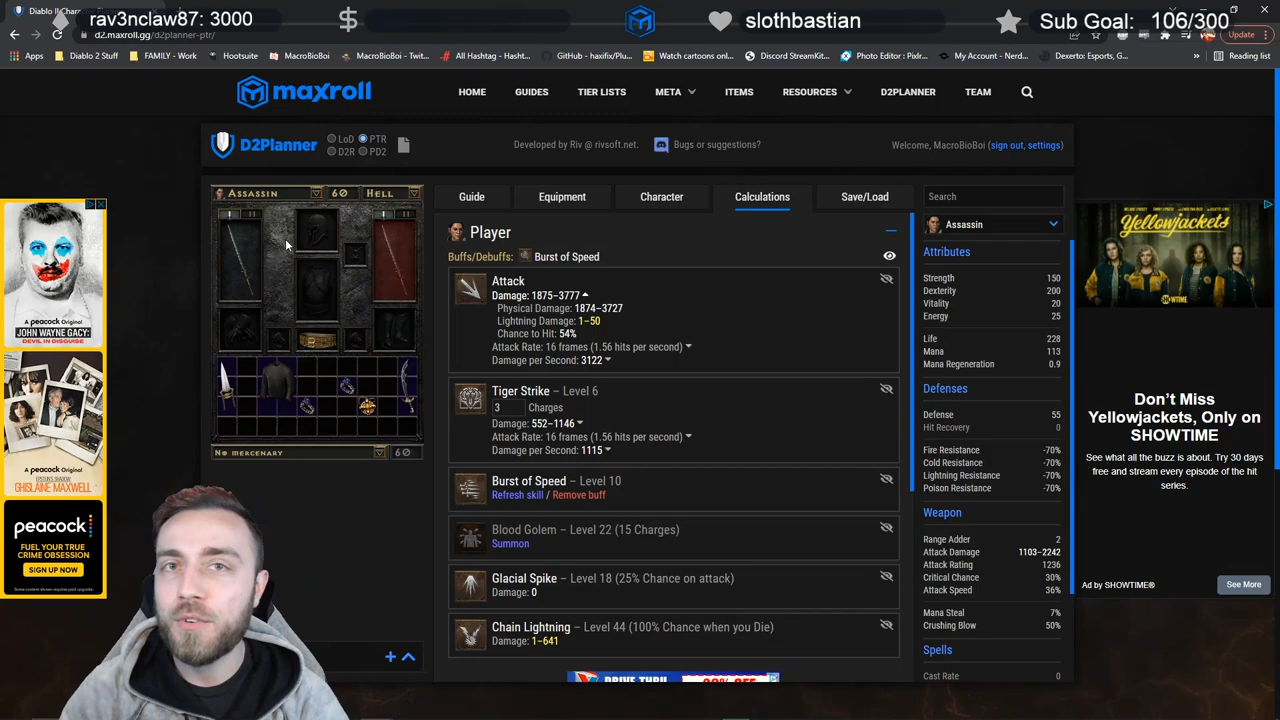 Diablo II Char
rav3nclaw87: 3000
$
slothbastian
Sub Goal: 106/300
d2.maxroll.gg/d2planner-ptr/
Update
Apps
Diablo 2 Stuff
FAMILY - Work
Hootsuite
MacroBioBoi
MacroBioBoi - Twit...
All Hashtag - Hasht...
GitHub - haxifix/Plu...
Watch cartoons onl...
Discord StreamKit...
Photo Editor : Pixlr...
My Account - Nerd...
Dexerto: Esports, G...
»
Reading list
maxroll
HOME
GUIDES
TIER LISTS
META
ITEMS
RESOURCES
D2PLANNER
TEAM
D2Planner
LoD
PTR
D2R
PD2
Developed by Riv @ rivsoft.net.
Bugs or suggestions?
Welcome, MacroBioBoi (sign out, settings)
ASSASSIN
60
HELL
I
II
I
II
NO MERCENARY
60
Guide
Equipment
Character
Calculations
Save/Load
Player
Buffs/Debuffs: Burst of Speed
Attack
Damage: 1875–3777
Physical Damage: 1874–3727
Lightning Damage: 1–50
Chance to Hit: 54%
Attack Rate: 16 frames (1.56 hits per second)
Damage per Second: 3122
Tiger Strike – Level 6
3 Charges
Damage: 552–1146
Attack Rate: 16 frames (1.56 hits per second)
Damage per Second: 1115
Burst of Speed – Level 10
Refresh skill / Remove buff
Blood Golem – Level 22 (15 Charges)
Summon
Glacial Spike – Level 18 (25% Chance on attack)
Damage: 0
Chain Lightning – Level 44 (100% Chance when you Die)
Damage: 1–641
Search
Assassin
Attributes
Strength 150
Dexterity 200
Vitality 20
Energy 25
Life 228
Mana 113
Mana Regeneration 0.9
Defenses
Defense 55
Hit Recovery 0
Fire Resistance -70%
Cold Resistance -70%
Lightning Resistance -70%
Poison Resistance -70%
Weapon
Range Adder 2
Attack Damage 1103-2242
Attack Rating 1236
Critical Chance 30%
Attack Speed 36%
Mana Steal 7%
Crushing Blow 50%
Spells
Cast Rate 0
peacock Original
JOHN WAYNE GACY:
DEVIL IN DISGUISE
peacock Original
EPSTEIN'S SHADOW:
GHISLAINE MAXWELL
peacock
FUEL YOUR TRUE
CRIME OBSESSION
SIGN UP NOW
YELLOWJACKETS
Don’t Miss
Yellowjackets, Only on
SHOWTIME
See what all the buzz is about. Try 30 days
free and stream every episode of the hit
series.
Ad by SHOWTIME®
See More
DRIVE THRU